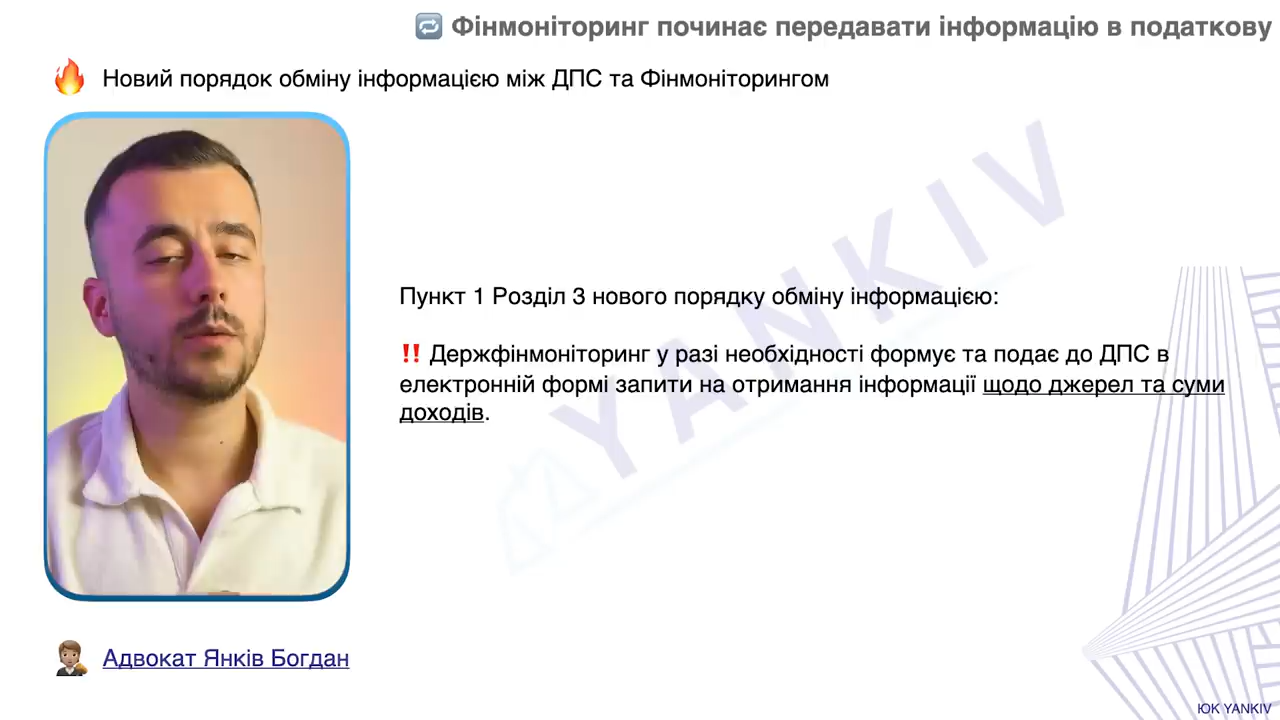 🔁 Фінмоніторинг починає передавати інформацію в податкову
🔥 Новий порядок обміну інформацією між ДПС та Фінмоніторингом
YANKIV
Пункт 1 Розділ 3 нового порядку обміну інформацією:
‼️ Держфінмоніторинг у разі необхідності формує та подає до ДПС в
електронній формі запити на отримання інформації щодо джерел та суми
доходів.
Адвокат Янків Богдан
ЮК YANKIV